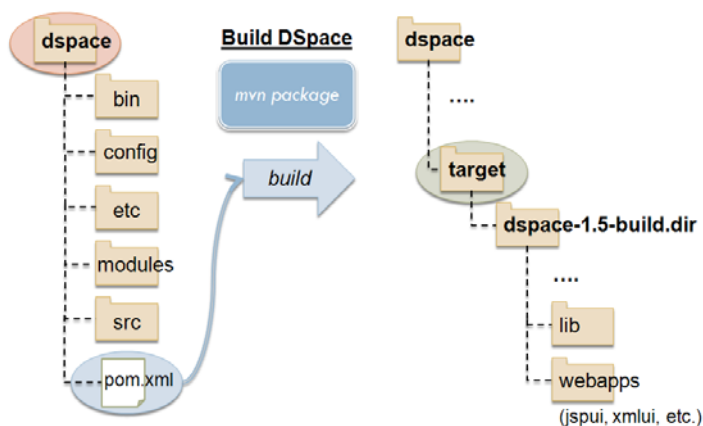 dspace
bin
config
etc
modules
src
pom.xml
Build DSpace
mvn package
build
dspace
....
target
dspace-1.5-build.dir
....
lib
webapps
(jspui, xmlui, etc.)